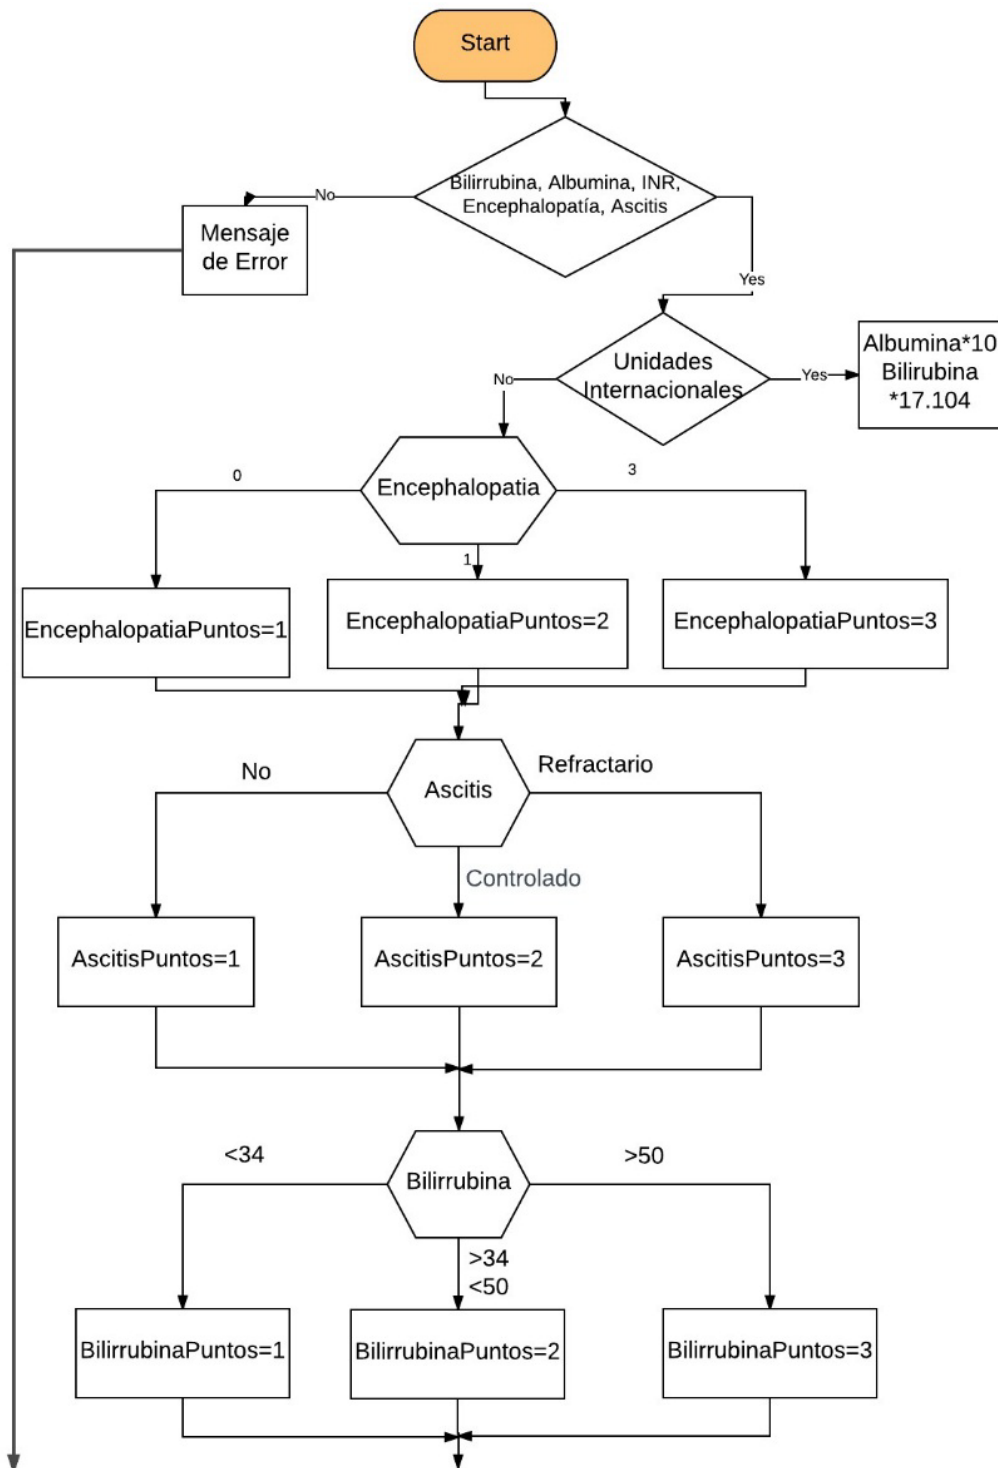 Start
Bilirrubina, Albumina, INR,
Encephalopatía, Ascitis
No
Mensaje
de Error
Yes
Unidades
Internacionales
No
Yes
Albumina*10
Bilirubina
*17.104
Encephalopatia
0
3
1
EncephalopatiaPuntos=1
EncephalopatiaPuntos=2
EncephalopatiaPuntos=3
Ascitis
No
Refractario
Controlado
AscitisPuntos=1
AscitisPuntos=2
AscitisPuntos=3
Bilirrubina
<34
>50
>34
<50
BilirrubinaPuntos=1
BilirrubinaPuntos=2
BilirrubinaPuntos=3